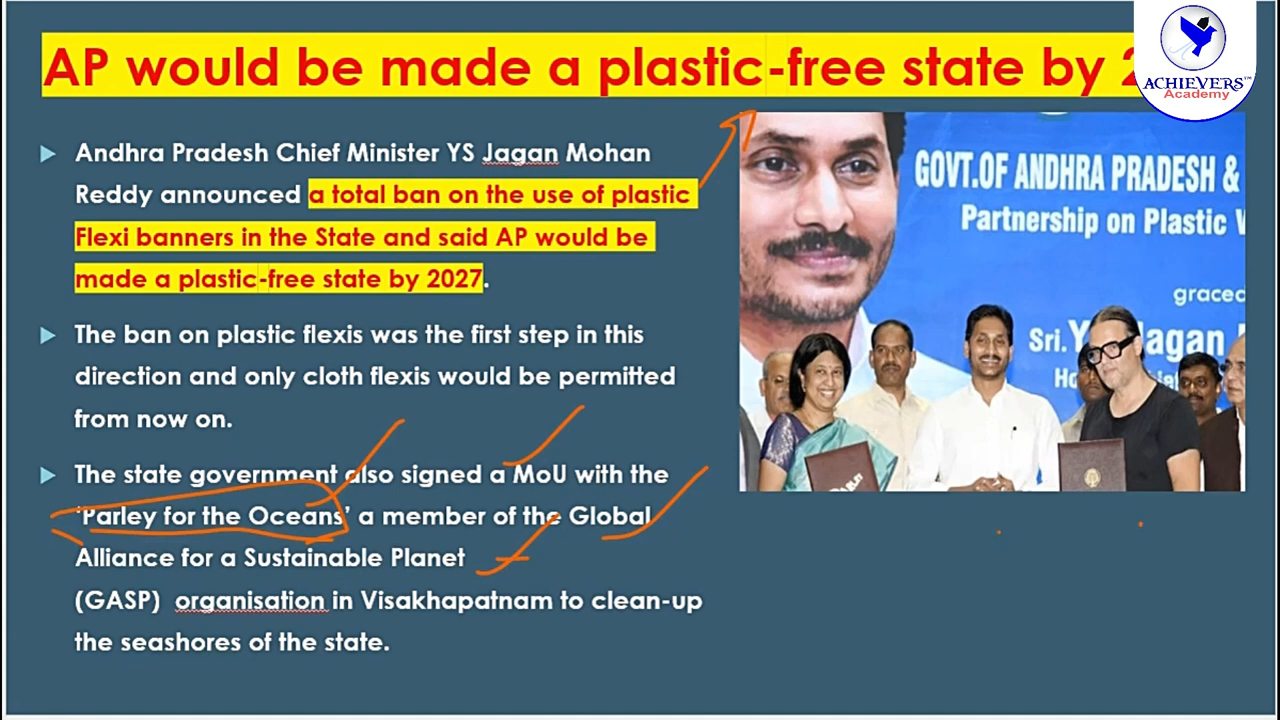 AP would be made a plastic-free state by 2
ACHIEVERS™
Academy
Andhra Pradesh Chief Minister YS Jagan Mohan
Reddy announced a total ban on the use of plastic
Flexi banners in the State and said AP would be
made a plastic-free state by 2027.
The ban on plastic flexis was the first step in this
direction and only cloth flexis would be permitted
from now on.
The state government also signed a MoU with the
'Parley for the Oceans' a member of the Global
Alliance for a Sustainable Planet
(GASP) organisation in Visakhapatnam to clean-up
the seashores of the state.
GOVT.OF ANDHRA PRADESH &
Partnership on Plastic W
graced
Sri.Y Jagan